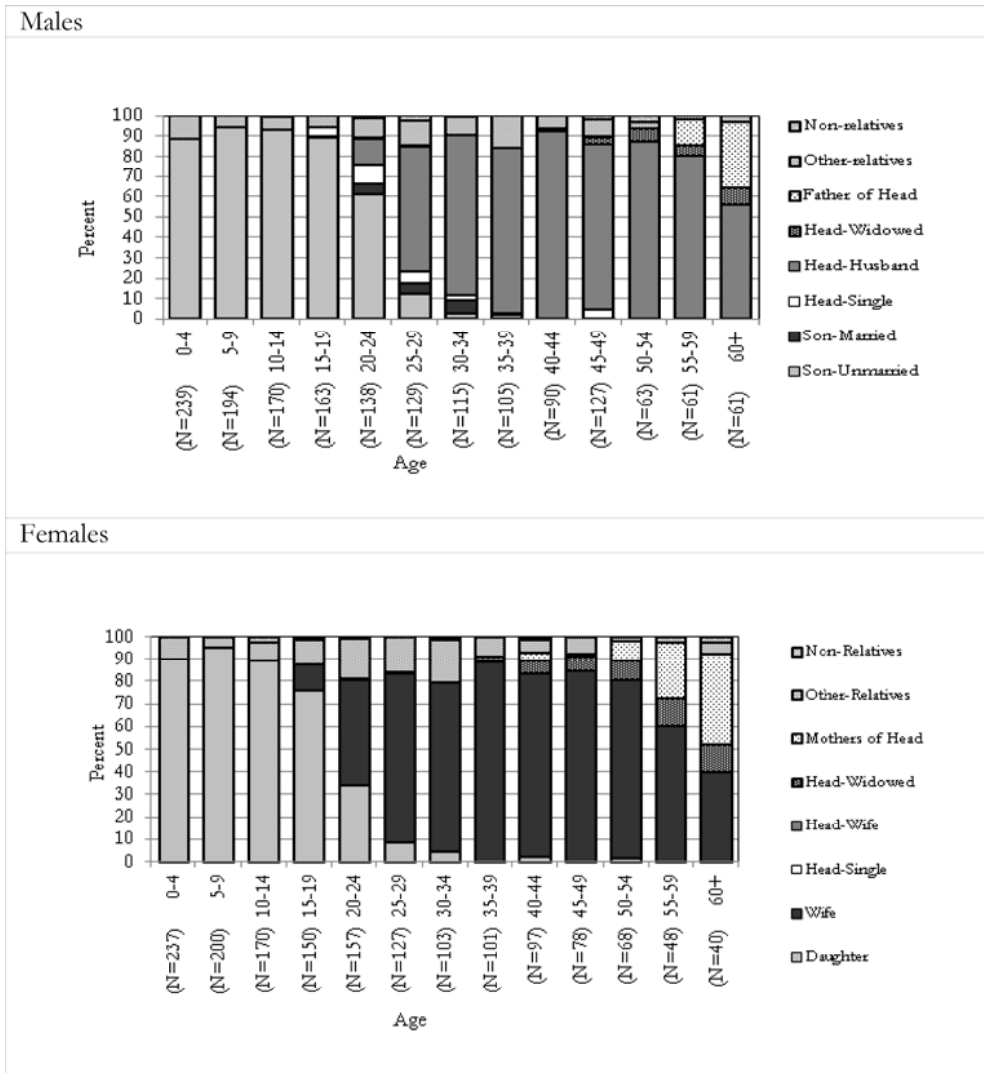 Males
100
90
80
70
60
50
40
30
20
10
0
Percent
0-4
5-9
10-14
15-19
20-24
25-29
30-34
35-39
40-44
45-49
50-54
55-59
60+
(N=239)
(N=194)
(N=170)
(N=163)
(N=138)
(N=129)
(N=115)
(N=105)
(N=90)
(N=127)
(N=63)
(N=61)
(N=61)
Age
Non-relatives
Other-relatives
Father of Head
Head-Widowed
Head-Husband
Head-Single
Son-Married
Son-Unmarried
Females
100
90
80
70
60
50
40
30
20
10
0
Percent
0-4
5-9
10-14
15-19
20-24
25-29
30-34
35-39
40-44
45-49
50-54
55-59
60+
(N=237)
(N=200)
(N=170)
(N=150)
(N=157)
(N=127)
(N=103)
(N=101)
(N=97)
(N=78)
(N=68)
(N=48)
(N=40)
Age
Non-Relatives
Other-Relatives
Mothers of Head
Head-Widowed
Head-Wife
Head-Single
Wife
Daughter